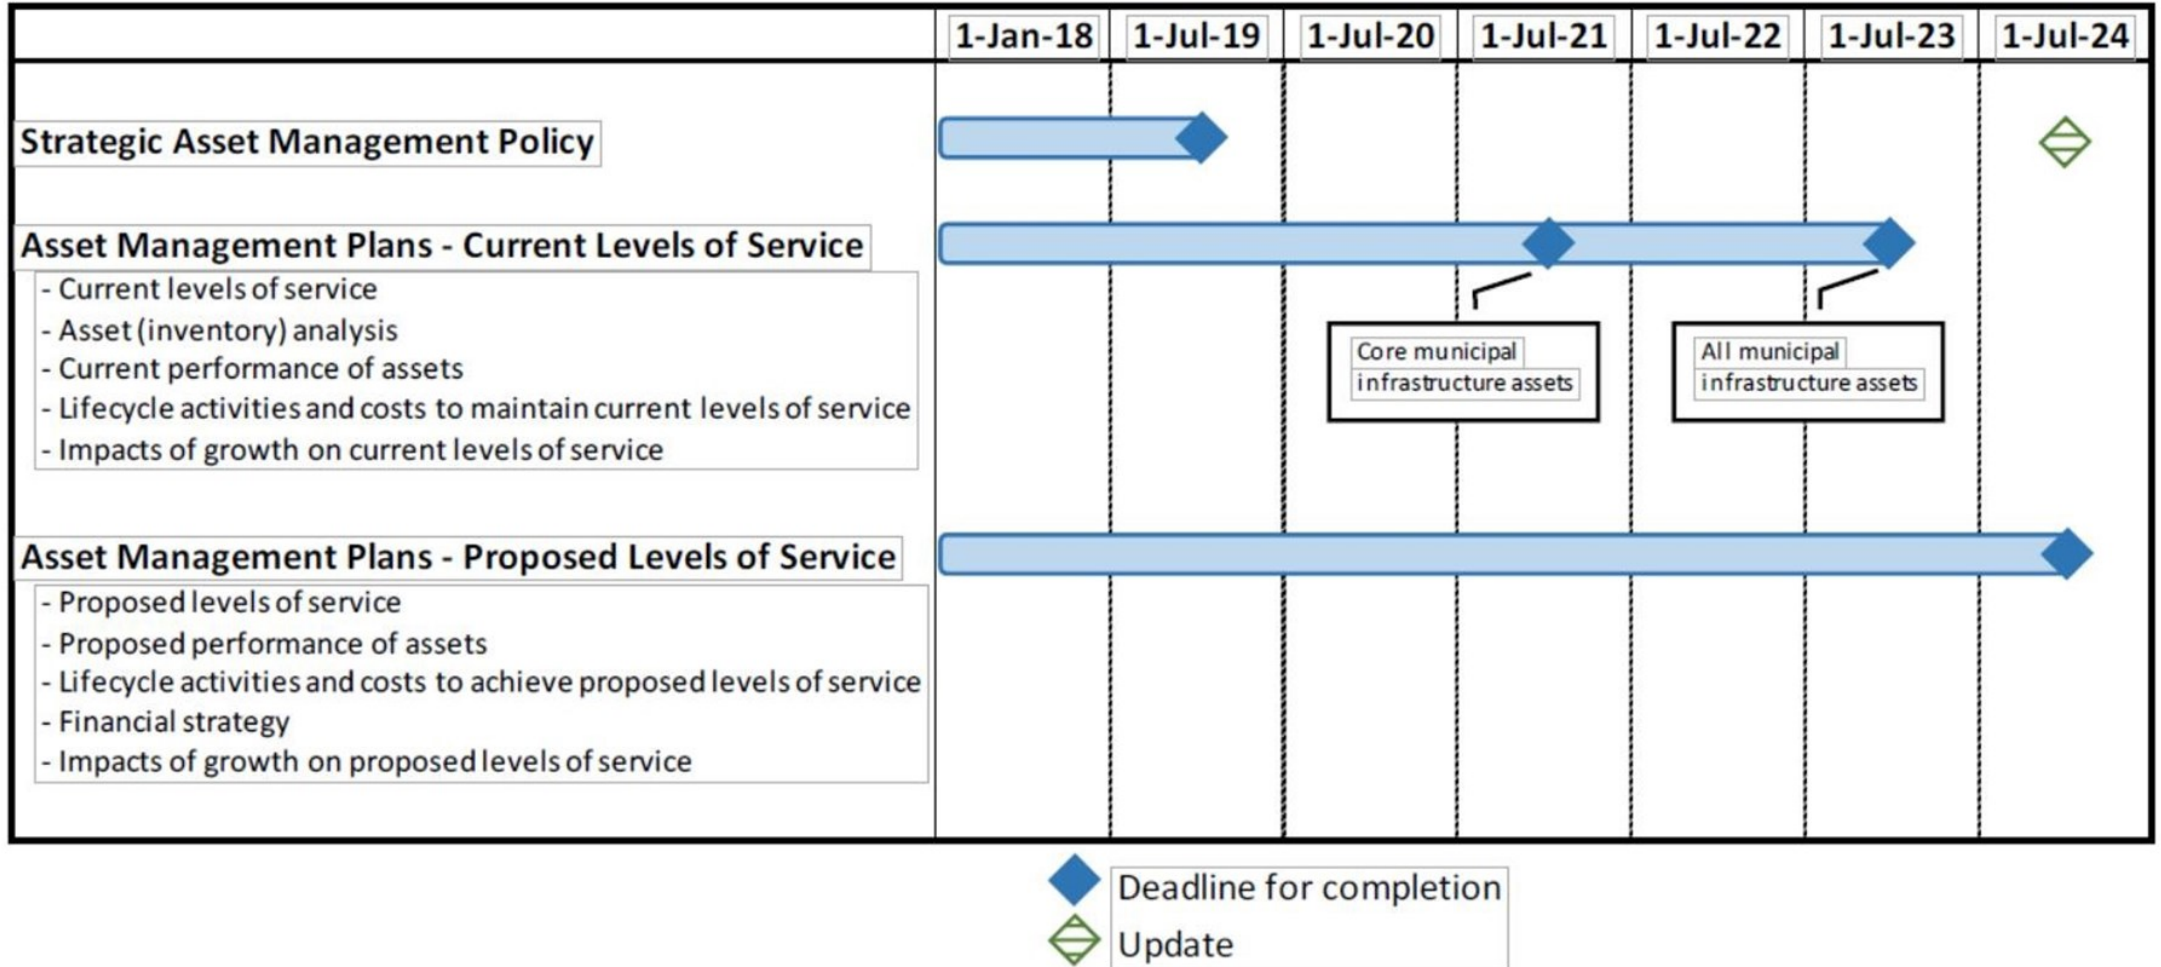 1-Jan-18 1-Jul-19 1-Jul-20 1-Jul-21 1-Jul-22 1-Jul-23 1-Jul-24
Strategic Asset Management Policy
Asset Management Plans - Current Levels of Service
- Current levels of service
- Asset (inventory) analysis
- Current performance of assets
- Lifecycle activities and costs to maintain current levels of service
- Impacts of growth on current levels of service
Core municipal
infrastructure assets
All municipal
infrastructure assets
Asset Management Plans - Proposed Levels of Service
- Proposed levels of service
- Proposed performance of assets
- Lifecycle activities and costs to achieve proposed levels of service
- Financial strategy
- Impacts of growth on proposed levels of service
Deadline for completion
Update